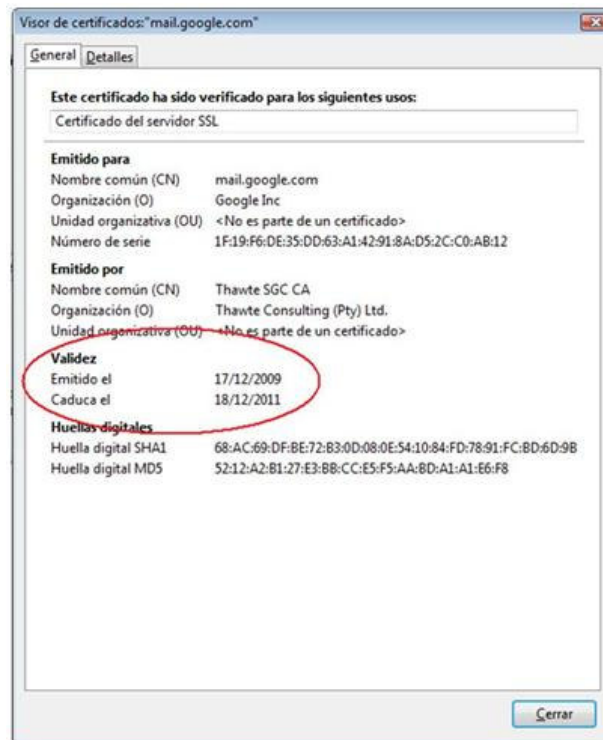 Visor de certificados:"mail.google.com"
General Detalles
Este certificado ha sido verificado para los siguientes usos:
Certificado del servidor SSL
Emitido para
Nombre común (CN) mail.google.com
Organización (O) Google Inc
Unidad organizativa (OU) <No es parte de un certificado>
Número de serie 1F:19:F6:DE:35:DD:63:A1:42:91:8A:D5:2C:C0:AB:12
Emitido por
Nombre común (CN) Thawte SGC CA
Organización (O) Thawte Consulting (Pty) Ltd.
Unidad organizativa (OU) <No es parte de un certificado>
Validez
Emitido el 17/12/2009
Caduca el 18/12/2011
Huellas digitales
Huella digital SHA1 68:AC:69:DF:BE:72:B3:0D:08:0E:54:10:84:FD:78:91:FC:BD:6D:9B
Huella digital MD5 52:12:A2:B1:27:E3:BB:CC:E5:F5:AA:BD:A1:A1:E6:F8
Cerrar